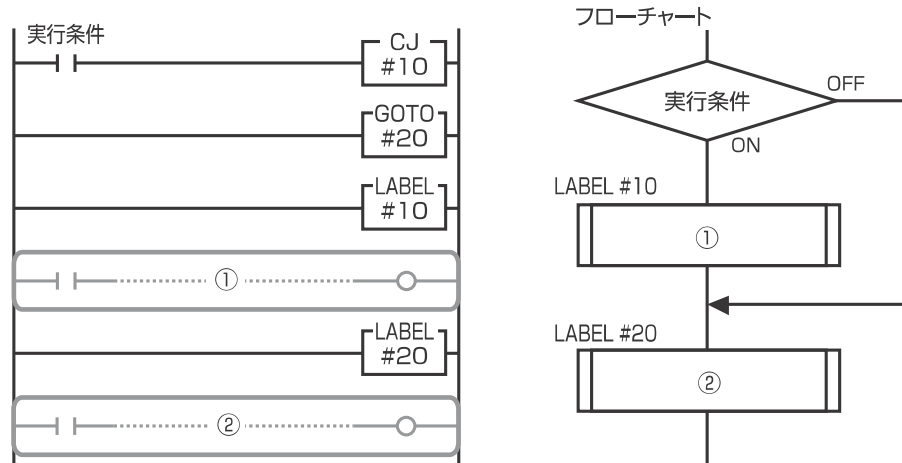 実行条件
CJ
#10
GOTO
#20
LABEL
#10
①
LABEL
#20
②
フローチャート
実行条件
OFF
ON
LABEL #10
①
LABEL #20
②